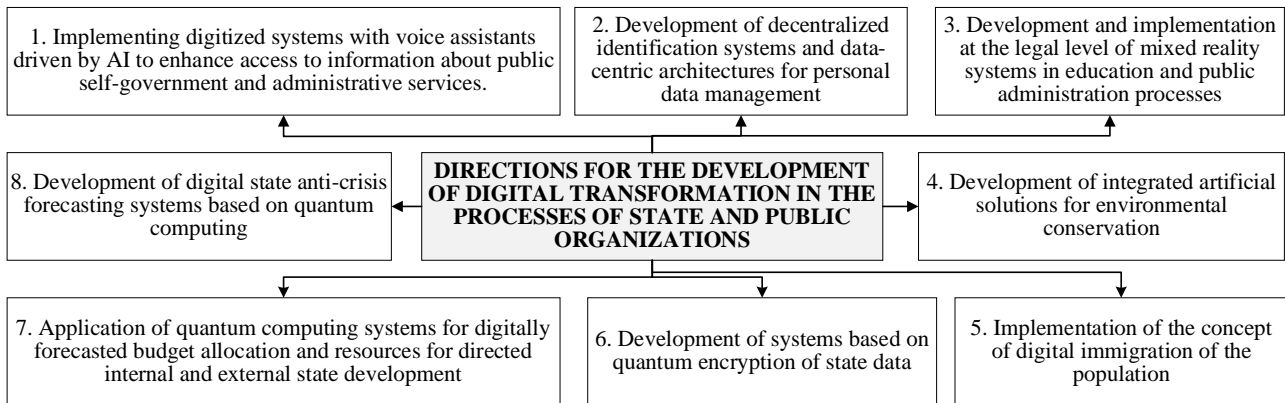 1. Implementing digitized systems with voice assistants
driven by AI to enhance access to information about public
self-government and administrative services.
2. Development of decentralized
identification systems and data-
centric architectures for personal
data management
3. Development and implementation
at the legal level of mixed reality
systems in education and public
administration processes
8. Development of digital state anti-crisis
forecasting systems based on quantum
computing
DIRECTIONS FOR THE DEVELOPMENT
OF DIGITAL TRANSFORMATION IN THE
PROCESSES OF STATE AND PUBLIC
ORGANIZATIONS
4. Development of integrated artificial
solutions for environmental
conservation
7. Application of quantum computing systems for digitally
forecasted budget allocation and resources for directed
internal and external state development
6. Development of systems based on
quantum encryption of state data
5. Implementation of the concept
of digital immigration of the
population